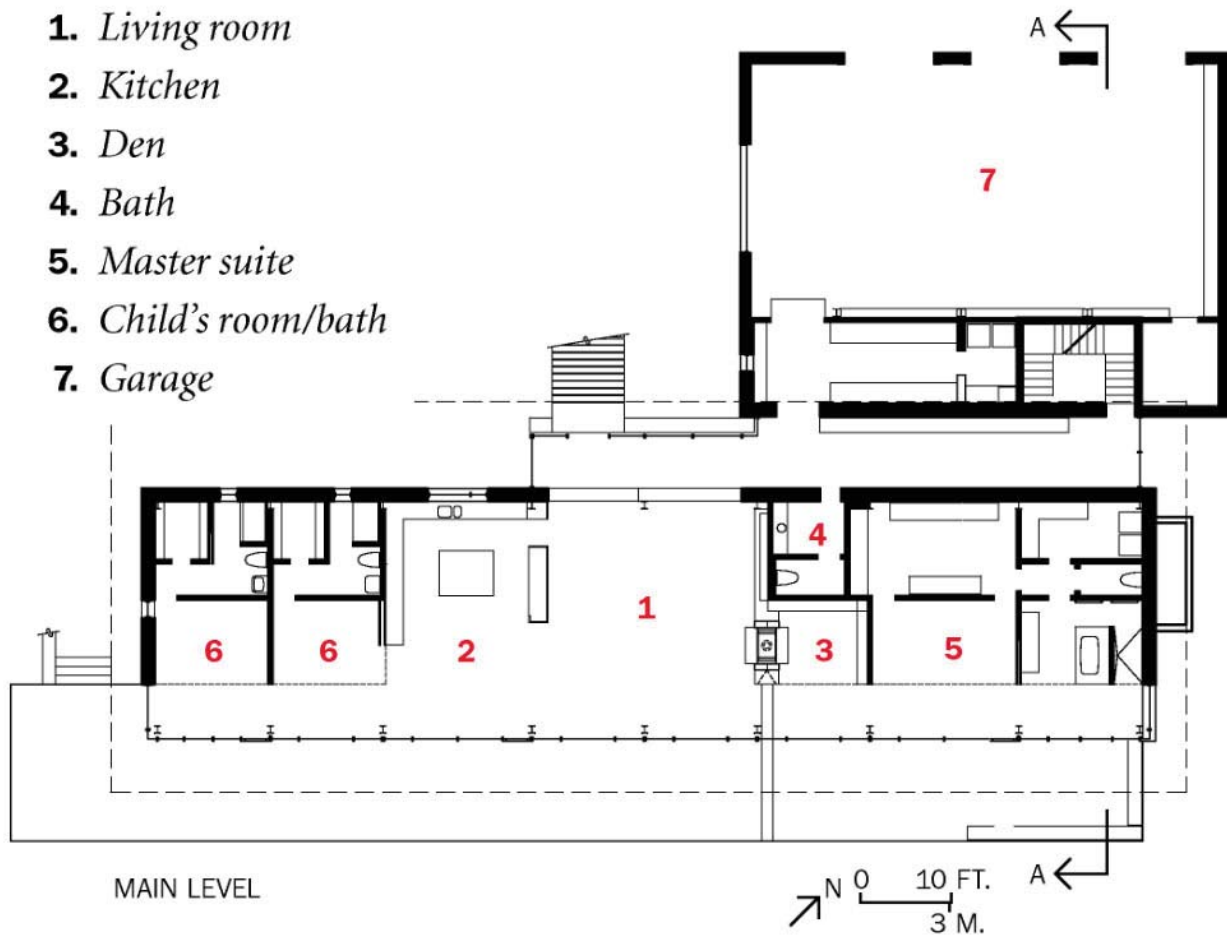 1. Living room
2. Kitchen
3. Den
4. Bath
5. Master suite
6. Child's room/bath
7. Garage
A
7
4
1
6
6
2
3
5
A
MAIN LEVEL
N
0 10 FT.
3 M.